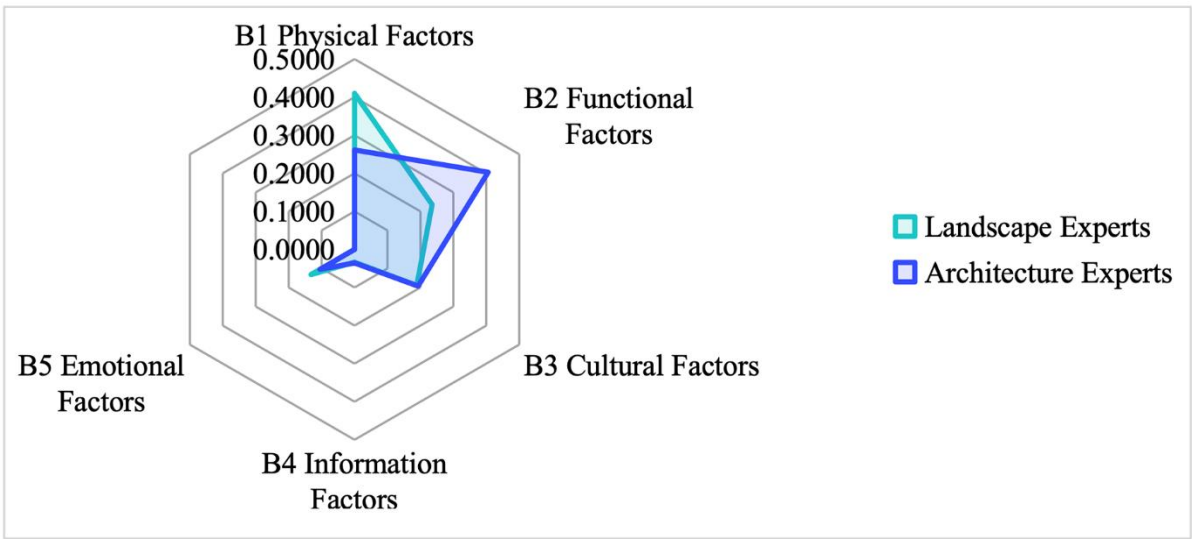 B1 Physical Factors
0.5000
0.4000
0.3000
0.2000
0.1000
0.0000
B2 Functional
Factors
B3 Cultural Factors
B4 Information
Factors
B5 Emotional
Factors
Landscape Experts
Architecture Experts